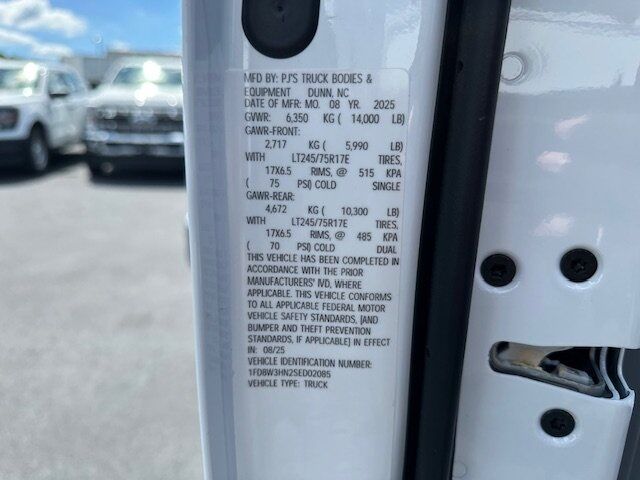 MFD BY: PJ'S TRUCK BODIES &
EQUIPMENT DUNN, NC
DATE OF MFR: MO. 08 YR. 2025
GVWR: 6,350 KG ( 14,000 LB)
GAWR-FRONT:
2,717 KG ( 5,990 LB)
WITH LT245/75R17E TIRES,
17X6.5 RIMS, @ 515 KPA
( 75 PSI) COLD SINGLE
GAWR-REAR:
4,672 KG ( 10,300 LB)
WITH LT245/75R17E TIRES,
17X6.5 RIMS, @ 485 KPA
( 70 PSI) COLD DUAL
THIS VEHICLE HAS BEEN COMPLETED IN
ACCORDANCE WITH THE PRIOR
MANUFACTURERS' IVD, WHERE
APPLICABLE. THIS VEHICLE CONFORMS
TO ALL APPLICABLE FEDERAL MOTOR
VEHICLE SAFETY STANDARDS, [AND
BUMPER AND THEFT PREVENTION
STANDARDS, IF APPLICABLE] IN EFFECT
IN: 08/25
VEHICLE IDENTIFICATION NUMBER:
1FD8W3HN2SED02085
VEHICLE TYPE: TRUCK